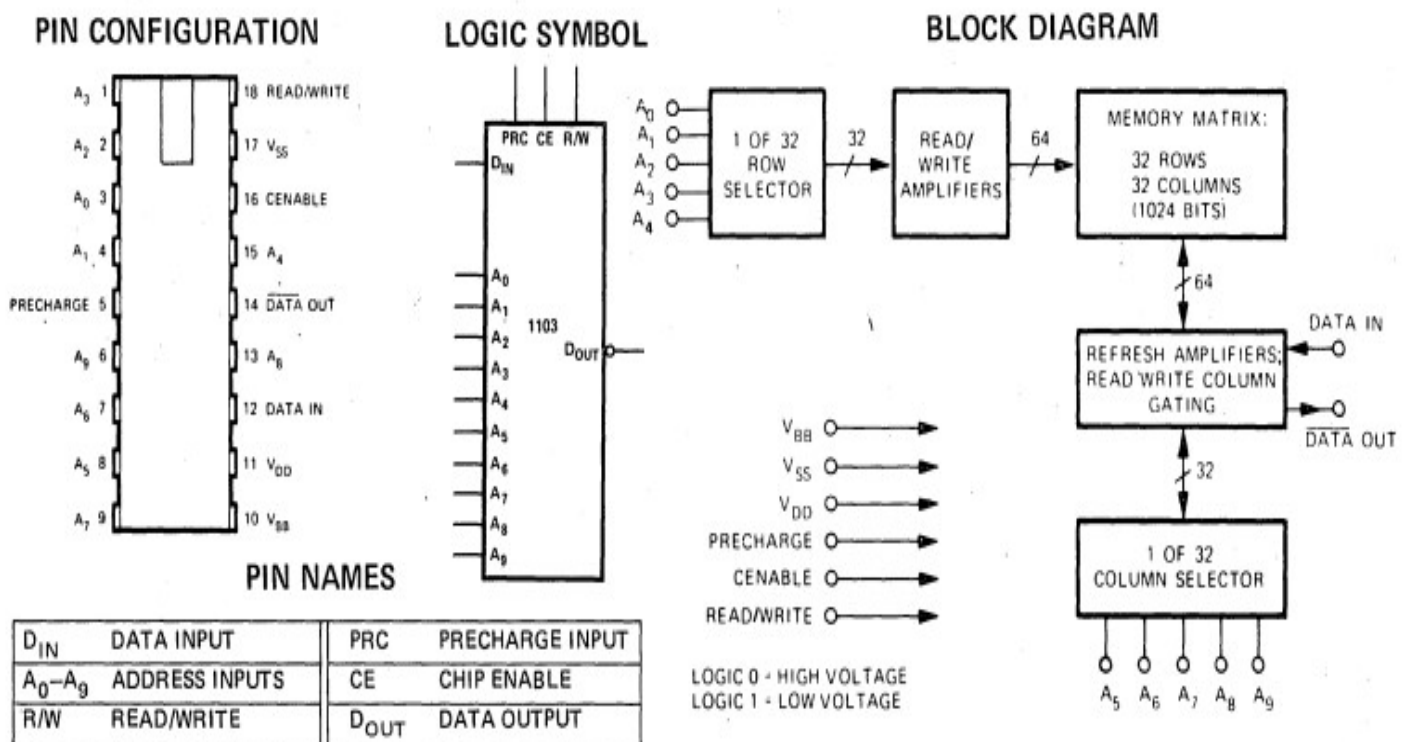 PIN CONFIGURATION
A3 1
A2 2
A0 3
A1 4
PRECHARGE 5
A9 6
A6 7
A5 8
A7 9
18 READ/WRITE
17 VSS
16 CENABLE
15 A4
14 D̅A̅T̅A̅ OUT
13 A8
12 DATA IN
11 VDD
10 VBB
LOGIC SYMBOL
PRC CE R/W
DIN
A0
A1
1103
A2
DOUT
A3
A4
A5
A6
A7
A8
A9
BLOCK DIAGRAM
A0
A1
A2
A3
A4
1 OF 32
ROW
SELECTOR
32
READ/
WRITE
AMPLIFIERS
64
MEMORY MATRIX:
32 ROWS
32 COLUMNS
(1024 BITS)
64
REFRESH AMPLIFIERS;
READ WRITE COLUMN
GATING
DATA IN
D̅A̅T̅A̅ OUT
32
1 OF 32
COLUMN SELECTOR
A5 A6 A7 A8 A9
VBB
VSS
VDD
PRECHARGE
CENABLE
READ/WRITE
LOGIC 0 = HIGH VOLTAGE
LOGIC 1 = LOW VOLTAGE
PIN NAMES
DIN DATA INPUT PRC PRECHARGE INPUT
A0–A9 ADDRESS INPUTS CE CHIP ENABLE
R/W READ/WRITE DOUT DATA OUTPUT